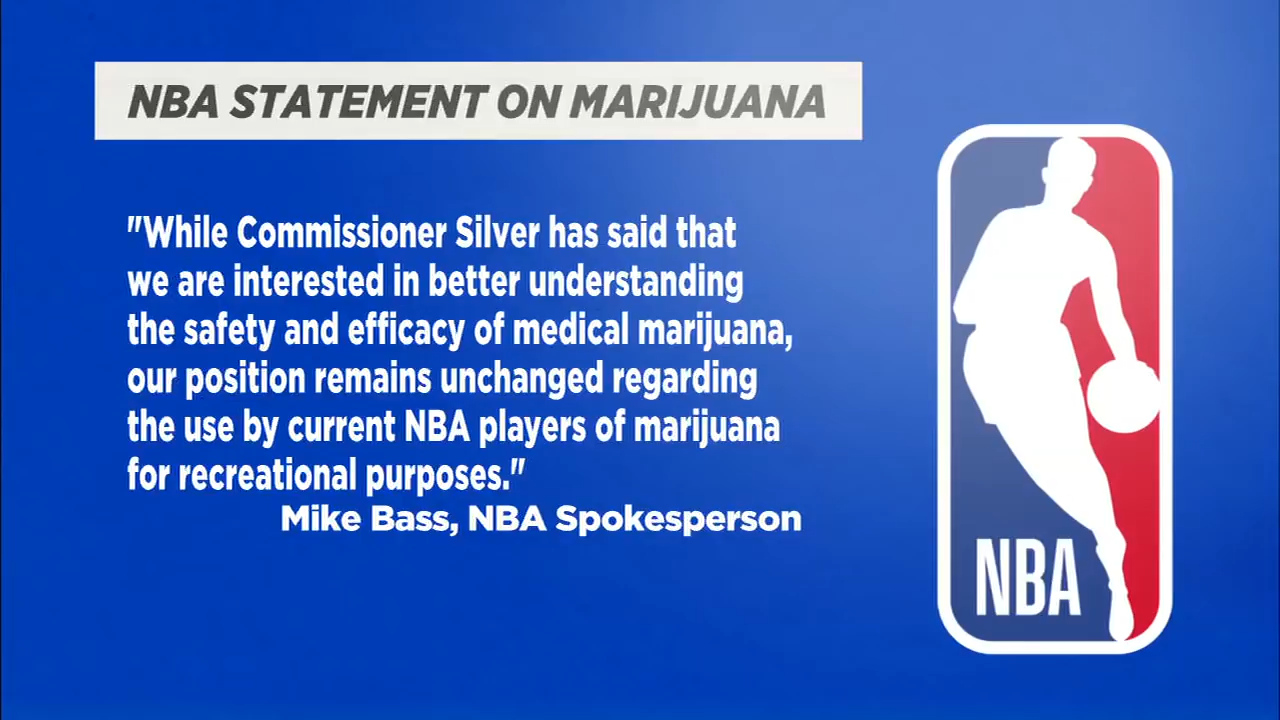 NBA STATEMENT ON MARIJUANA
"While Commissioner Silver has said that
we are interested in better understanding
the safety and efficacy of medical marijuana,
our position remains unchanged regarding
the use by current NBA players of marijuana
for recreational purposes."
Mike Bass, NBA Spokesperson
NBA